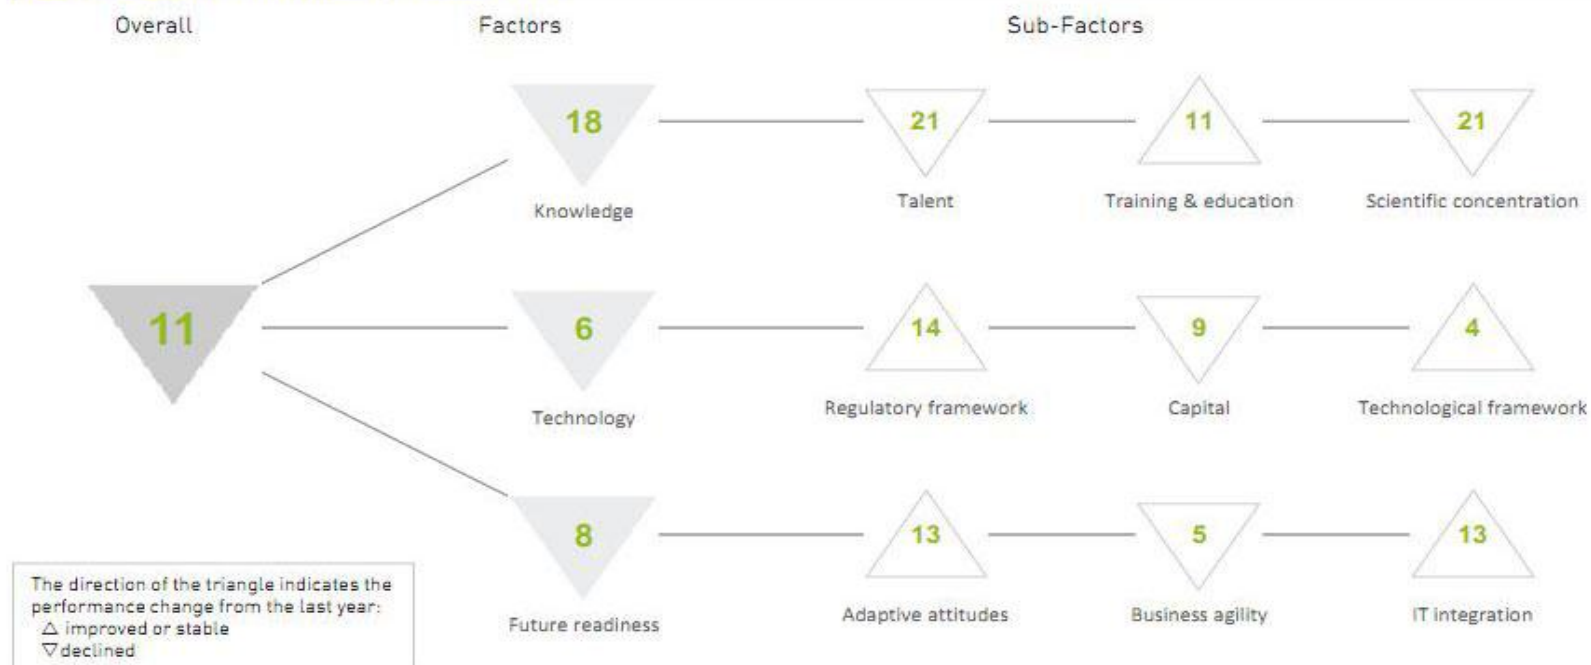 Overall Factors Sub-Factors
18 21 11 21
Knowledge Talent Training & education Scientific concentration
11 6 14 9 4
Technology Regulatory framework Capital Technological framework
8 13 5 13
Future readiness Adaptive attitudes Business agility IT integration
The direction of the triangle indicates the
performance change from the last year:
△ improved or stable
▽ declined